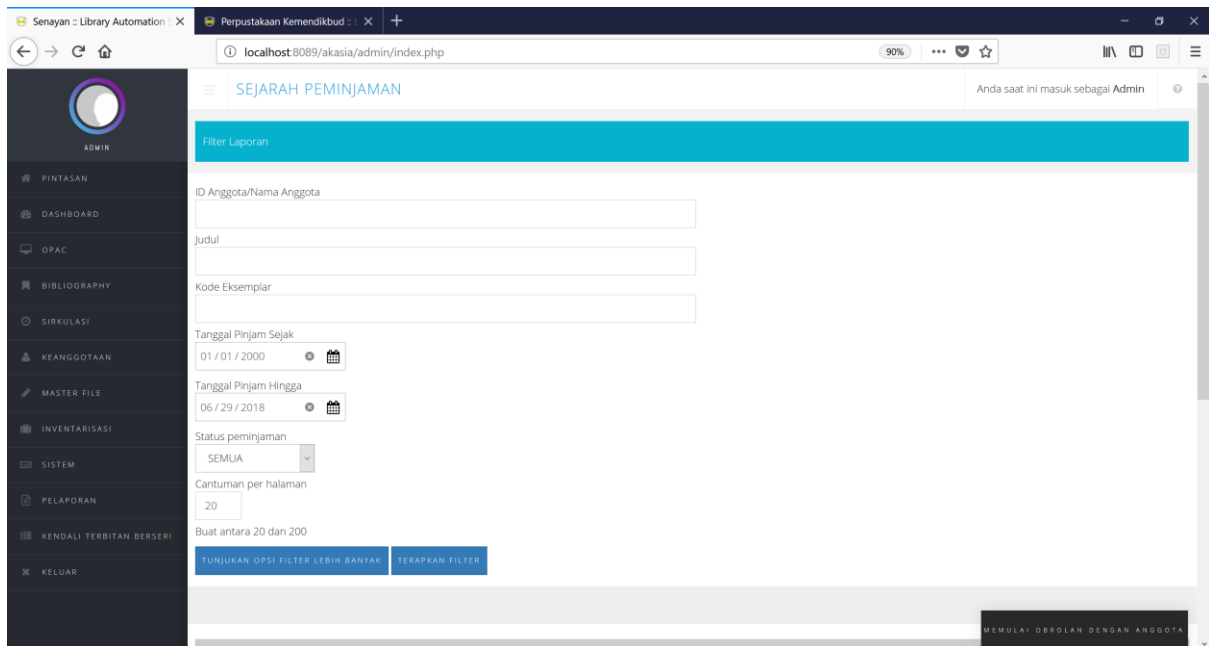 Senayan :: Library Automation
Perpustakaan Kemendikbud ::
localhost:8089/akasia/admin/index.php
90%
SEJARAH PEMINJAMAN
Anda saat ini masuk sebagai Admin
ADMIN
Filter Laporan
PINTASAN
DASHBOARD
OPAC
BIBLIOGRAPHY
SIRKULASI
KEANGGOTAAN
MASTER FILE
INVENTARISASI
SISTEM
PELAPORAN
KENDALI TERBITAN BERSERI
KELUAR
ID Anggota/Nama Anggota
Judul
Kode Eksemplar
Tanggal Pinjam Sejak
01 / 01 / 2000
Tanggal Pinjam Hingga
06 / 29 / 2018
Status peminjaman
SEMUA
Cantuman per halaman
20
Buat antara 20 dan 200
TUNJUKAN OPSI FILTER LEBIH BANYAK
TERAPKAN FILTER
MEMULAI OBROLAN DENGAN ANGGOTA